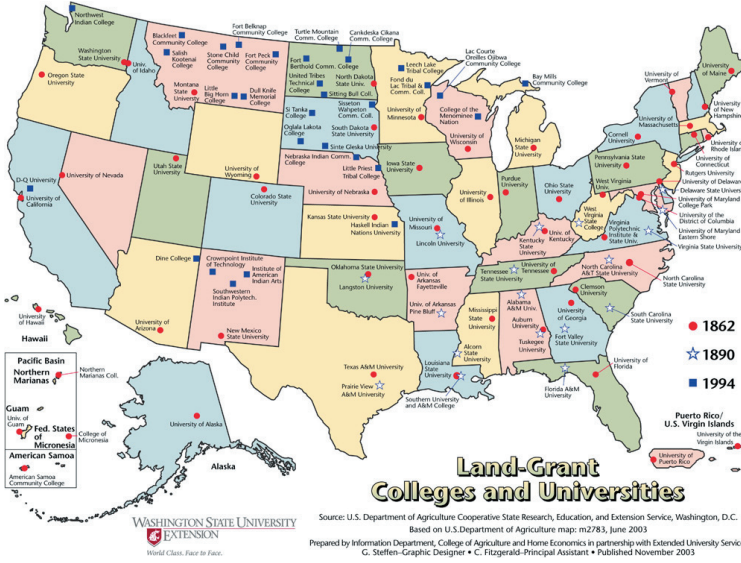 Northwest
Indian College
Washington
State University
Univ.
of Idaho
Oregon State
University
Blackfeet
Community College
Salish
Kootenai
College
Fort Belknap
Community College
Stone Child
Community
College
Fort Peck
Community
College
Montana
State
University
Little
Big Horn
College
Dull Knife
Memorial
College
Turtle Mountain
Comm. College
Cankdeska Cikana
Comm. College
Fort
Berthold Comm. College
United Tribes
Technical
College
North Dakota
State Univ.
Sitting Bull Coll.
Sisseton
Wahpeton
Comm. Coll.
Si Tanka
College
Oglala Lakota
College
South Dakota
State University
Sinte Gleska University
Nebraska Indian Comm.
College
Little Priest
Tribal College
University of Nebraska
Leech Lake
Tribal College
Fond du
Lac Tribal &
Comm. Coll.
University of
Minnesota
Lac Courte
Oreilles Ojibwa
Community College
College of the
Menominee
Nation
University of
Wisconsin
Bay Mills
Community College
Michigan
State
University
D-Q University
University of
California
University of Nevada
Utah State
University
University of
Wyoming
Colorado State
University
Kansas State University
Haskell Indian
Nations University
Iowa State
University
University of
Missouri
Lincoln University
University
of Illinois
Purdue
University
Ohio State
University
Kentucky
State
University
Univ. of
Kentucky
Tennessee
State University
University of
Tennessee
West
Virginia
State
College
West Virginia
Univ.
Virginia
Polytechnic
Institute &
State Univ.
Pennsylvania State
University
Cornell
University
University of
Vermont
University
of Maine
University of
New
Hampshire
University of
Massachusetts
University of
Rhode Islan
University of
Connecticut
Rutgers University
University of Delawar
Delaware State Univers
University of Maryland
College Park
University of the
District of Columbia
University of Maryland
Eastern Shore
Virginia State University
North Carolina
A&T State University
North Carolina
State University
Clemson
University
South Carolina
State University
University
of Georgia
Fort Valley
State University
Alabama
A&M Univ.
Auburn
University
Tuskegee
University
Mississippi
State
University
Alcorn
State
University
Univ. of
Arkansas
Fayetteville
Univ. of Arkansas
Pine Bluff
Oklahoma State University
Langston University
Diné College
Crownpoint Institute
of Technology
Institute of
American
Indian Arts
Southwestern
Indian Polytech.
Institute
University of
Arizona
New Mexico
State University
Texas A&M University
Prairie View
A&M University
Louisiana
State
University
Southern University
and A&M College
Florida A&M
University
University of
Florida
University
of Hawaii
Hawaii
Pacific Basin
Northern
Marianas
Northern
Marianas Coll.
Guam
Univ. of
Guam
Fed. States
of
Micronesia
College of
Micronesia
American Samoa
American Samoa
Community College
University of Alaska
Alaska
1862
1890
1994
Puerto Rico/
U.S. Virgin Islands
University of the
Virgin Islands
University of
Puerto Rico
Land-Grant
Colleges and Universities
Source: U.S. Department of Agriculture Cooperative State Research, Education, and Extension Service, Washington, D.C.
Based on U.S.Department of Agriculture map: m2783, June 2003
Prepared by Information Department, College of Agriculture and Home Economics in partnership with Extended University Servic
G. Steffen–Graphic Designer • C. Fitzgerald–Principal Assistant • Published November 2003
WASHINGTON STATE UNIVERSITY
EXTENSION
World Class. Face to Face.